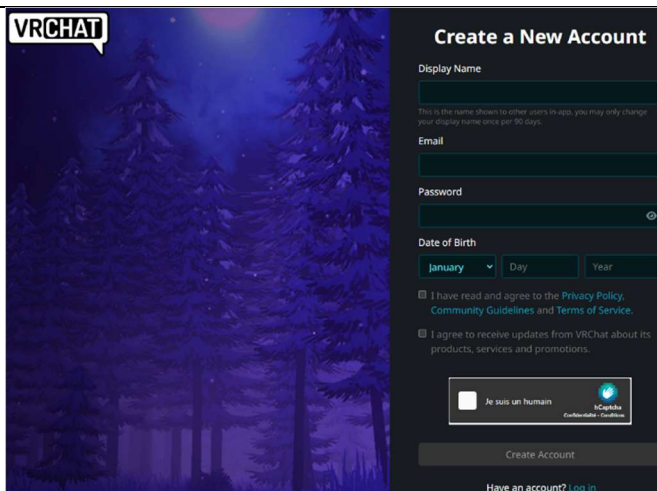 VRCHAT
Create a New Account
Display Name
This is the name shown to other users in-app, you may only change
your display name once per 90 days.
Email
Password
Date of Birth
January
Day
Year
I have read and agree to the Privacy Policy,
Community Guidelines and Terms of Service.
I agree to receive updates from VRChat about its
products, services and promotions.
Je suis un humain
hCaptcha
Confidentialité - Conditions
Create Account
Have an account? Log in